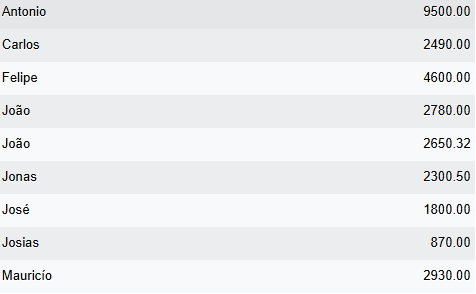 Antonio 9500.00
Carlos 2490.00
Felipe 4600.00
João 2780.00
João 2650.32
Jonas 2300.50
José 1800.00
Josias 870.00
Mauricío 2930.00